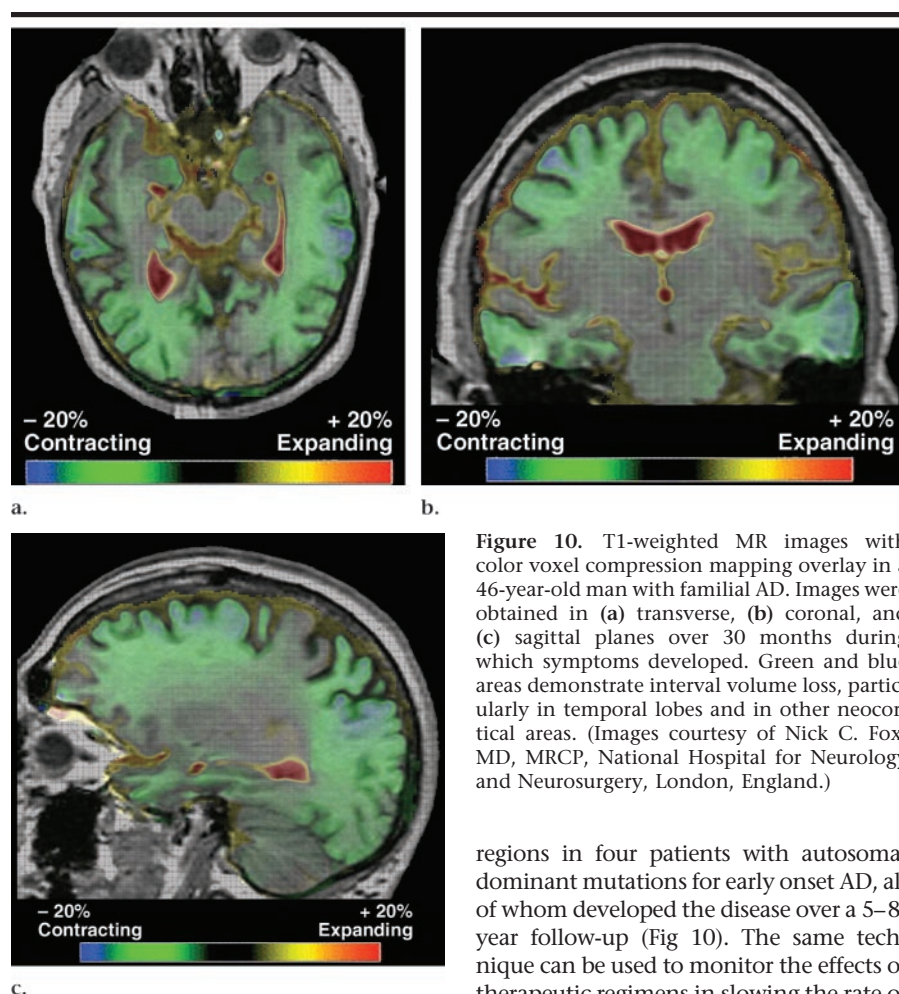 – 20%
+ 20%
Contracting
Expanding
– 20%
+ 20%
Contracting
Expanding
a.
b.
– 20%
+ 20%
Contracting
Expanding
c.
Figure 10. T1-weighted MR images with
color voxel compression mapping overlay in
46-year-old man with familial AD. Images were
obtained in (a) transverse, (b) coronal, and
(c) sagittal planes over 30 months during
which symptoms developed. Green and blue
areas demonstrate interval volume loss, partic
ularly in temporal lobes and in other neocor
tical areas. (Images courtesy of Nick C. Fox
MD, MRCP, National Hospital for Neurology
and Neurosurgery, London, England.)
regions in four patients with autosoma
dominant mutations for early onset AD, al
of whom developed the disease over a 5–8
year follow-up (Fig 10). The same tech
nique can be used to monitor the effects o
therapeutic regimens in slowing the rate o